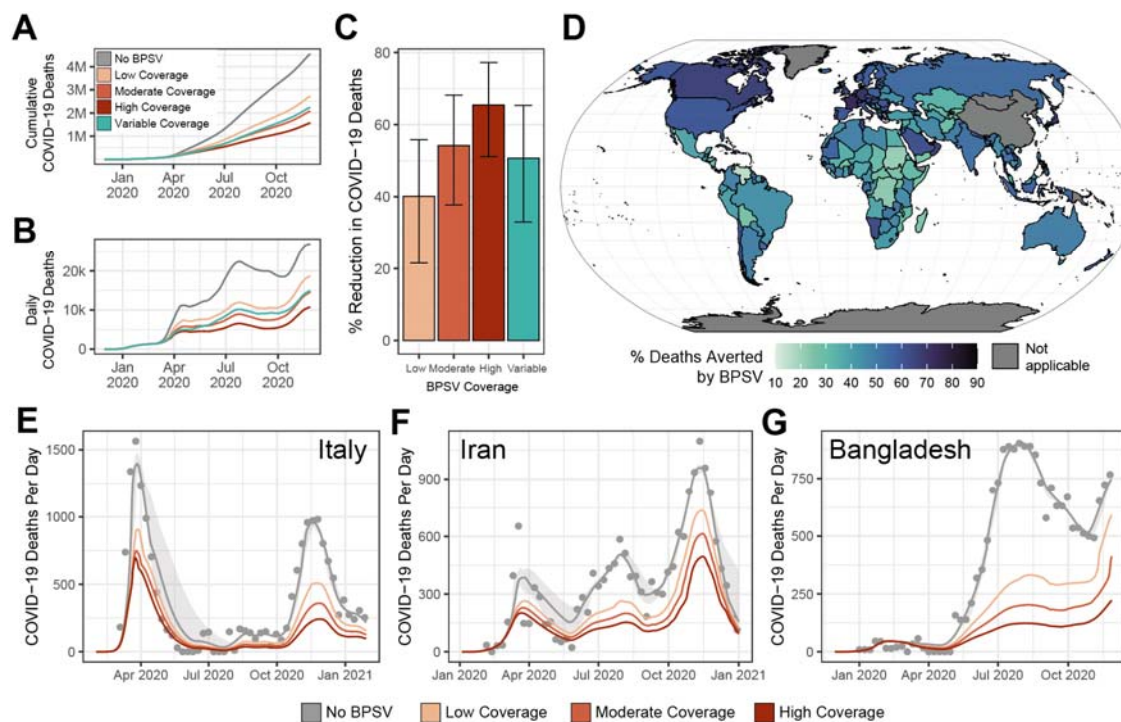 A
Cumulative
COVID−19 Deaths
4M
3M
2M
1M
No BPSV
Low Coverage
Moderate Coverage
High Coverage
Variable Coverage
Jan 2020
Apr 2020
Jul 2020
Oct 2020
B
Daily
COVID−19 Deaths
20k
10k
0
Jan 2020
Apr 2020
Jul 2020
Oct 2020
C
% Reduction in COVID−19 Deaths
80
60
40
20
0
Low Moderate High Variable
BPSV Coverage
D
% Deaths Averted
by BPSV
10 20 30 40 50 60 70 80 90
Not
applicable
E
Italy
COVID−19 Deaths Per Day
1500
1000
500
250
0
Apr 2020 Jul 2020 Oct 2020 Jan 2021
F
Iran
COVID−19 Deaths Per Day
900
600
300
0
Jan 2020 Apr 2020 Jul 2020 Oct 2020 Jan 2021
G
Bangladesh
COVID−19 Deaths Per Day
750
500
250
0
Jan 2020 Apr 2020 Jul 2020 Oct 2020
No BPSV Low Coverage Moderate Coverage High Coverage